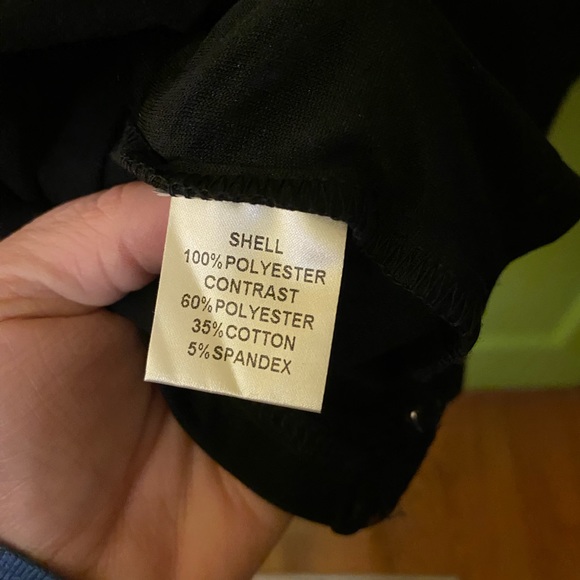 SHELL
100%POLYESTER
CONTRAST
60%POLYESTER
35%COTTON
5%SPANDEX